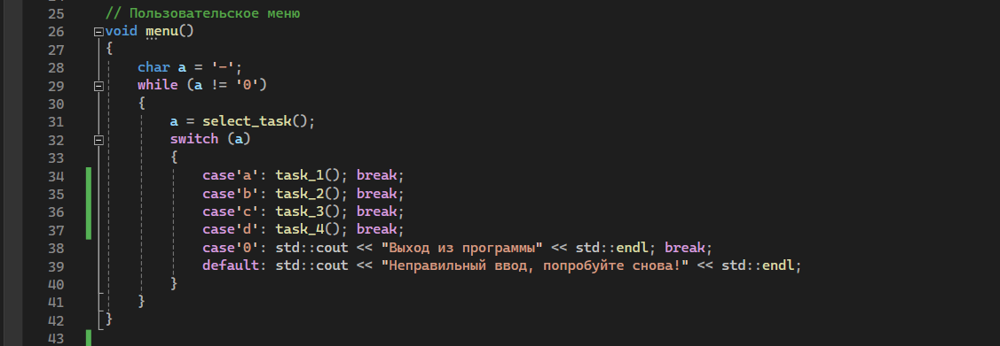 25 // Пользовательское меню
26 void menu()
27 {
28     char a = '-';
29     while (a != '0')
30     {
31         a = select_task();
32         switch (a)
33         {
34             case'a': task_1(); break;
35             case'b': task_2(); break;
36             case'c': task_3(); break;
37             case'd': task_4(); break;
38             case'0': std::cout << "Выход из программы" << std::endl; break;
39             default: std::cout << "Неправильный ввод, попробуйте снова!" << std::endl;
40         }
41     }
42 }
43